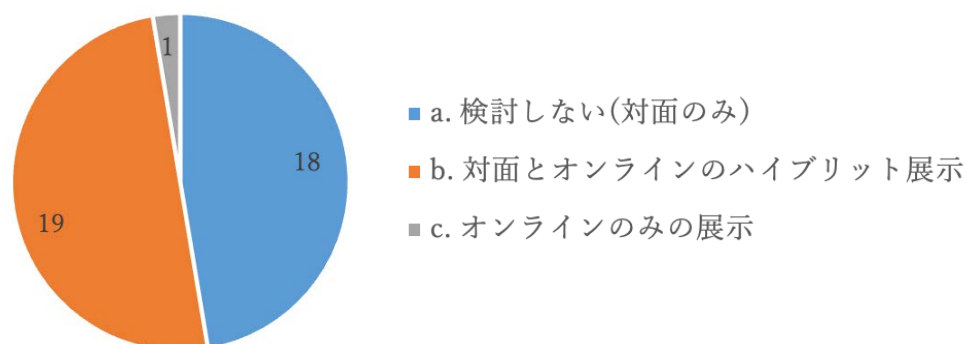 1
18
19
a. 検討しない(対面のみ)
b. 対面とオンラインのハイブリット展示
c. オンラインのみの展示